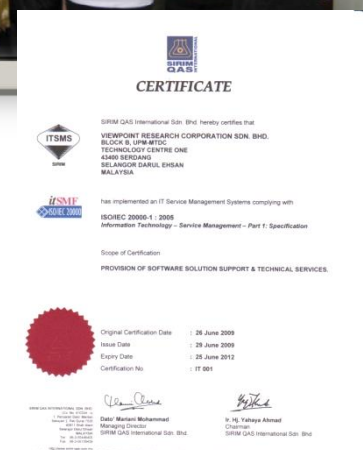 SIRIM
QAS
INTERNATIONAL
CERTIFICATE
SIRIM QAS International Sdn. Bhd. hereby certifies that
ITSMS
SIRIM
VIEWPOINT RESEARCH CORPORATION SDN. BHD.
BLOCK B, UPM-MTDC
TECHNOLOGY CENTRE ONE
43400 SERDANG
SELANGOR DARUL EHSAN
MALAYSIA
itSMF
ISO/IEC 20000
has implemented an IT Service Management Systems complying with
ISO/IEC 20000-1 : 2005
Information Technology – Service Management – Part 1: Specification
Scope of Certification
PROVISION OF SOFTWARE SOLUTION SUPPORT & TECHNICAL SERVICES.
Original Certification Date : 26 June 2009
Issue Date : 29 June 2009
Expiry Date : 25 June 2012
Certification No. : IT 001
Dato' Mariani Mohammad
Managing Director
SIRIM QAS International Sdn. Bhd.
Ir. Hj. Yahaya Ahmad
Chairman
SIRIM QAS International Sdn. Bhd.